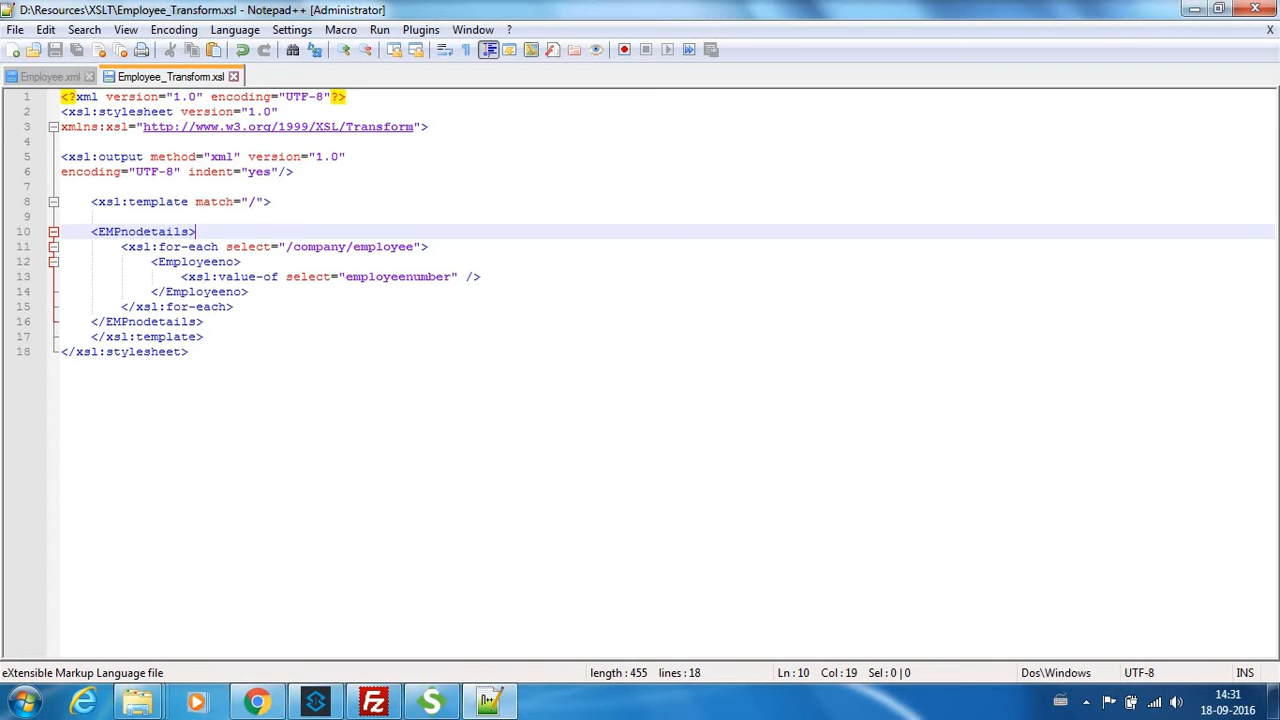 D:\Resources\XSLT\Employee_Transform.xsl - Notepad++ [Administrator]
File Edit Search View Encoding Language Settings Macro Run Plugins Window ? X
Employee.xml Employee_Transform.xsl
1 <?xml version="1.0" encoding="UTF-8"?>
2 <xsl:stylesheet version="1.0"
3 xmlns:xsl="http://www.w3.org/1999/XSL/Transform">
4
5 <xsl:output method="xml" version="1.0"
6 encoding="UTF-8" indent="yes"/>
7
8 <xsl:template match="/">
9
10 <EMPnodetails>
11 <xsl:for-each select="/company/employee">
12 <Employeeno>
13 <xsl:value-of select="employeenumber" />
14 </Employeeno>
15 </xsl:for-each>
16 </EMPnodetails>
17 </xsl:template>
18 </xsl:stylesheet>
eXtensible Markup Language file length : 455 lines : 18 Ln : 10 Col : 19 Sel : 0 | 0 Dos\Windows UTF-8 INS
14:31
18-09-2016